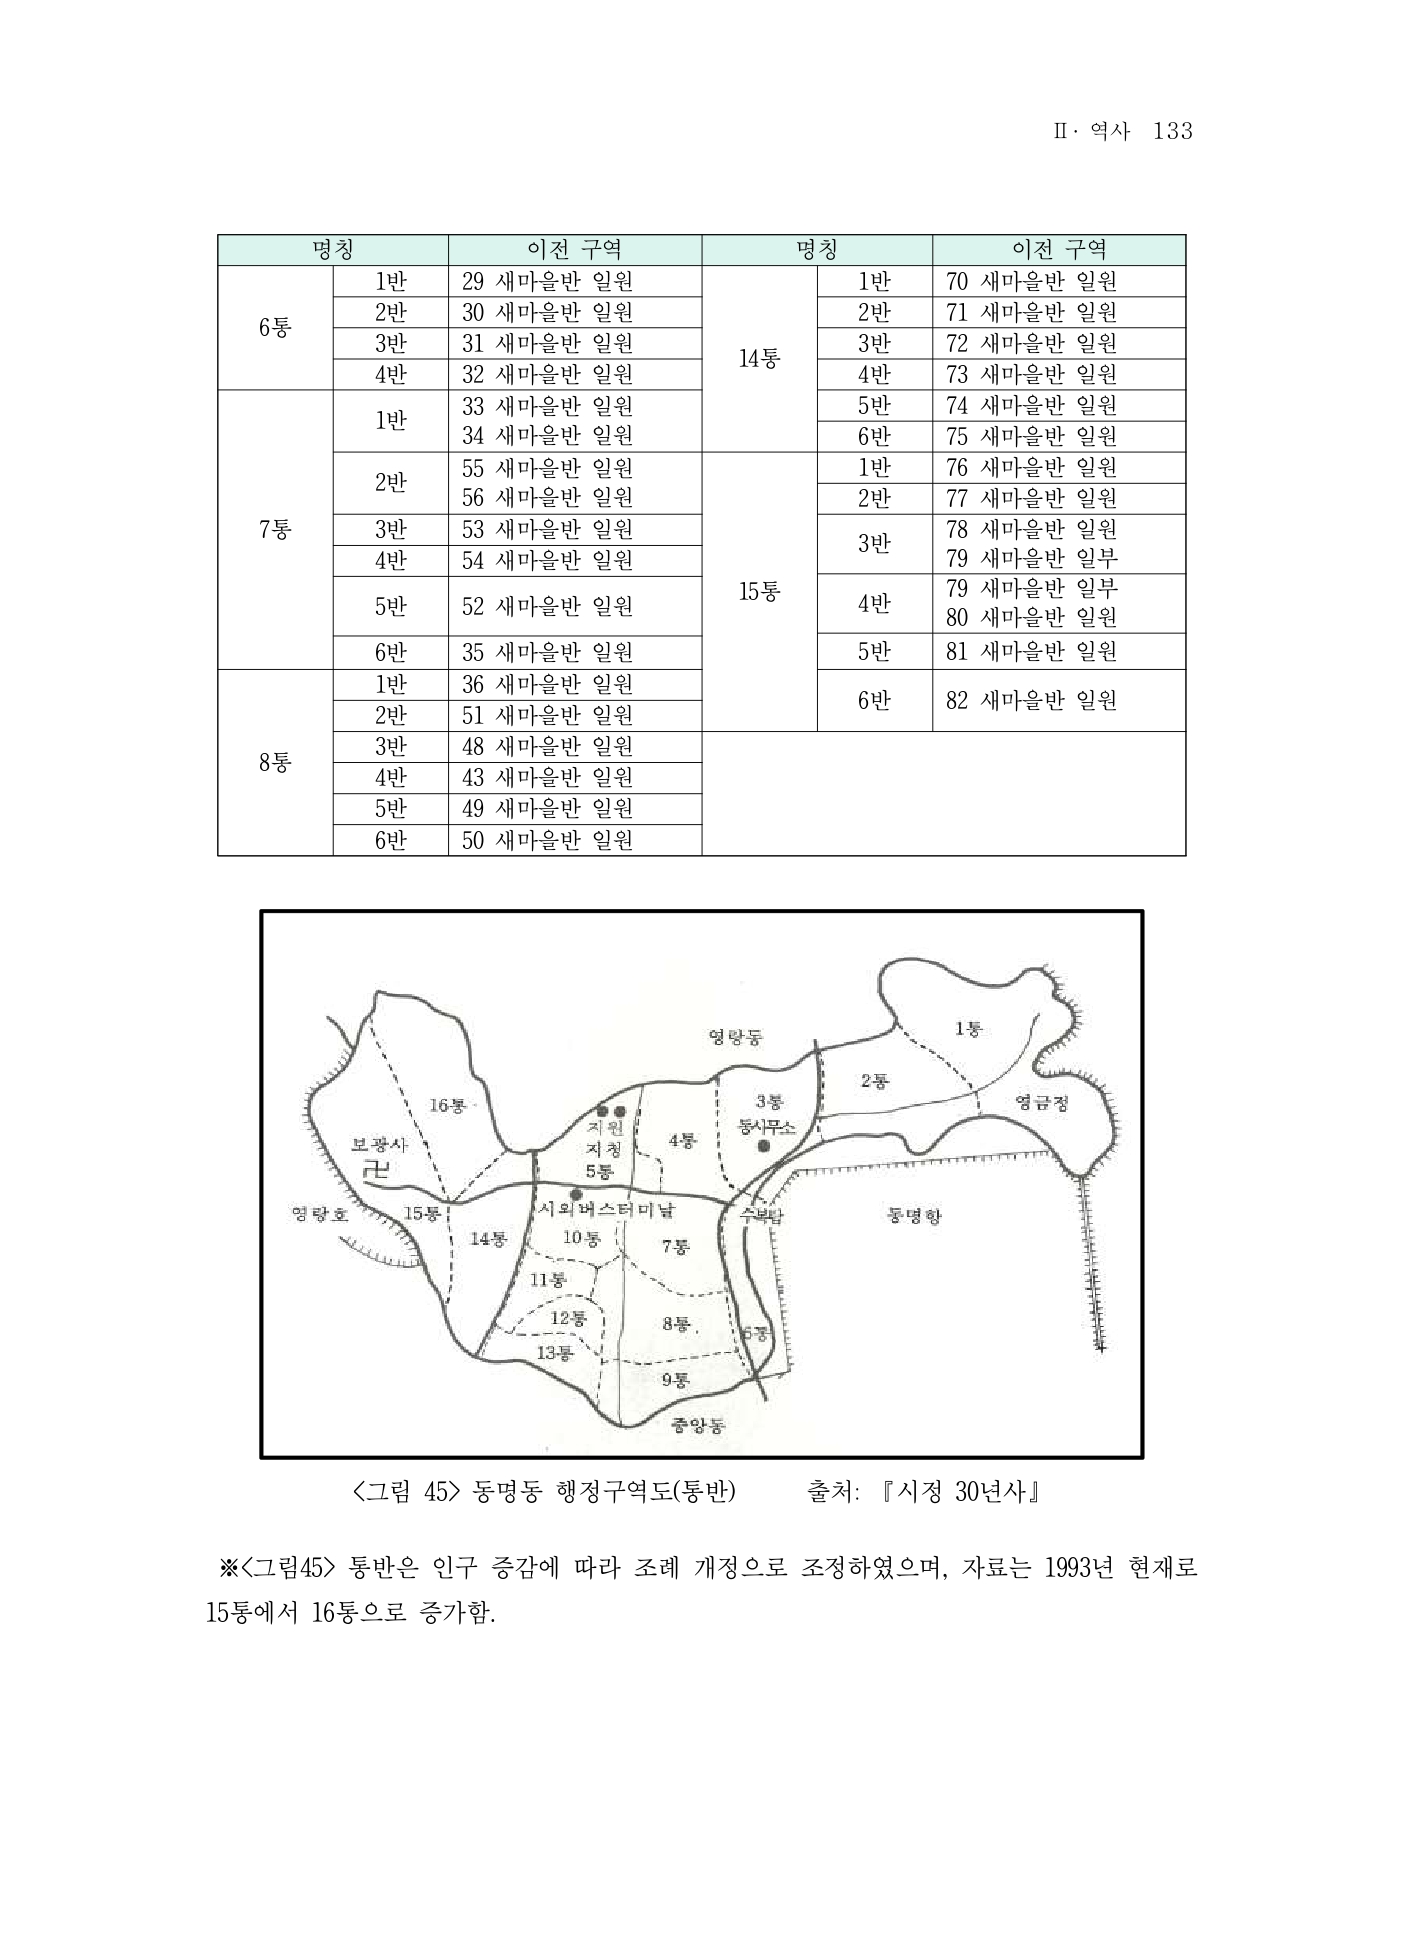 Ⅱ· 역사 133
명칭 이전 구역 명칭 이전 구역
6통 1반 29 새마을반 일원
2반 30 새마을반 일원
3반 31 새마을반 일원
4반 32 새마을반 일원
7통 1반 33 새마을반 일원
34 새마을반 일원
2반 55 새마을반 일원
56 새마을반 일원
3반 53 새마을반 일원
4반 54 새마을반 일원
5반 52 새마을반 일원
6반 35 새마을반 일원
8통 1반 36 새마을반 일원
2반 51 새마을반 일원
3반 48 새마을반 일원
4반 43 새마을반 일원
5반 49 새마을반 일원
6반 50 새마을반 일원
14통 1반 70 새마을반 일원
2반 71 새마을반 일원
3반 72 새마을반 일원
4반 73 새마을반 일원
5반 74 새마을반 일원
6반 75 새마을반 일원
15통 1반 76 새마을반 일원
2반 77 새마을반 일원
3반 78 새마을반 일원
79 새마을반 일부
4반 79 새마을반 일부
80 새마을반 일원
5반 81 새마을반 일원
6반 82 새마을반 일원
영랑동
1통
2통
영금정
16통
3통
동사무소
지원
지청
5통
4통
보광사
卍
영랑호
15통
14통
시외버스터미날
수복탑
동명항
10통
7통
11통
12통
8통
6통
13통
9통
중앙동
<그림 45> 동명동 행정구역도(통반) 출처: 『시정 30년사』
※<그림45> 통반은 인구 증감에 따라 조례 개정으로 조정하였으며, 자료는 1993년 현재로
15통에서 16통으로 증가함.